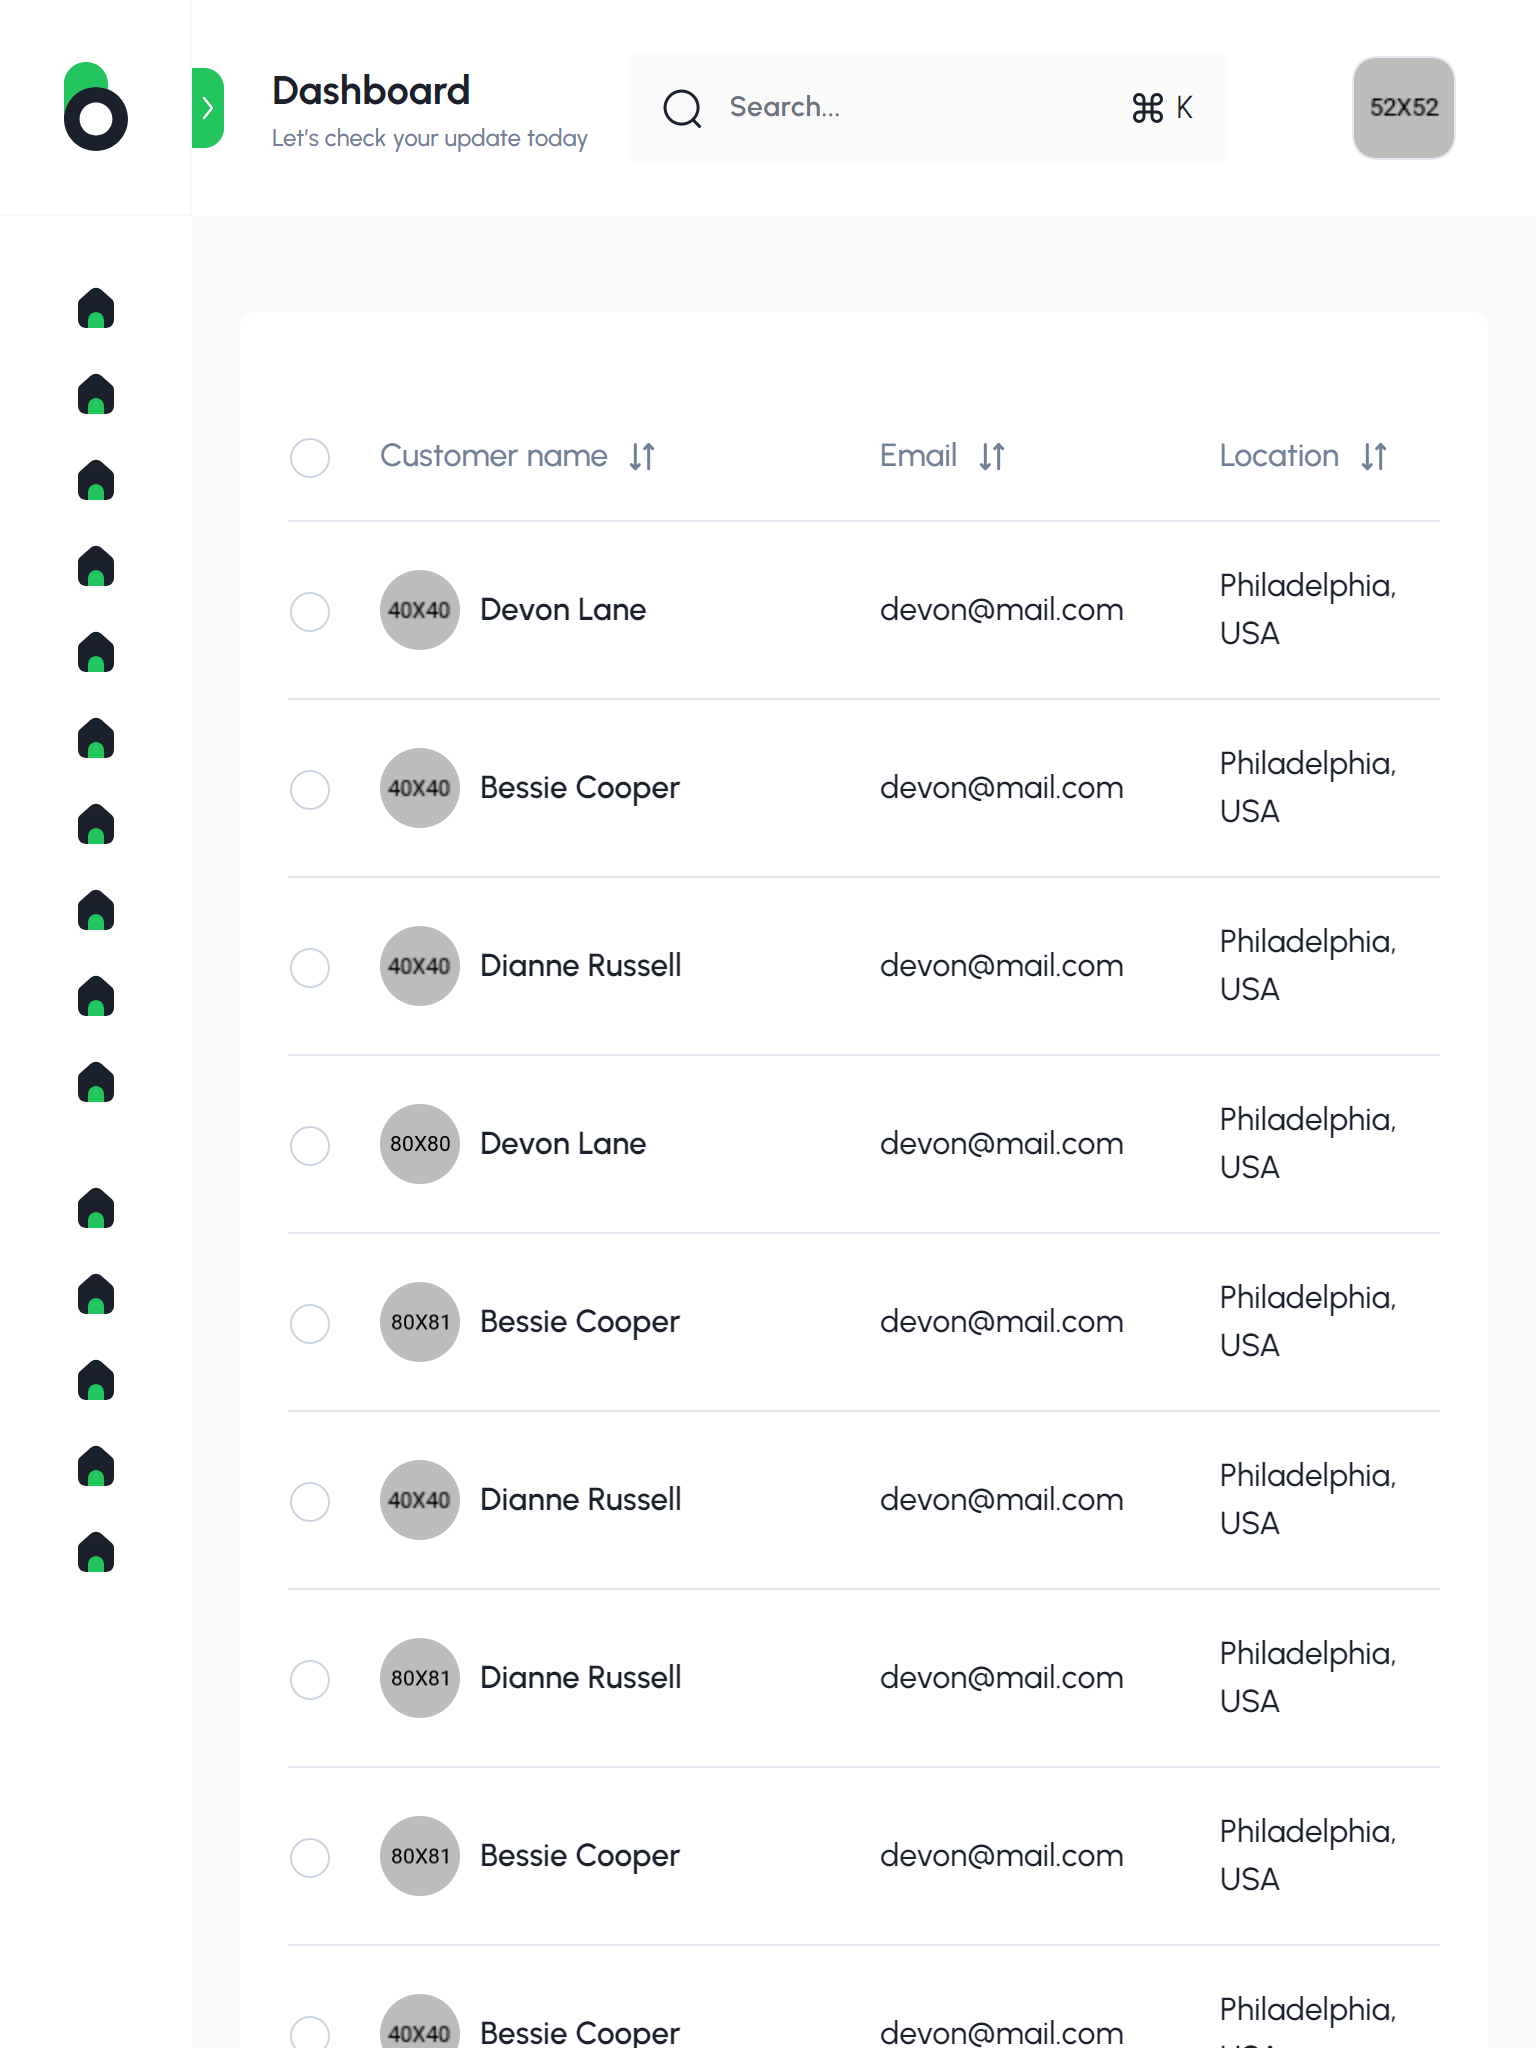 Dashboard
Let's check your update today
Search...
⌘ K
52X52
Customer name
Email
Location
40X40
Devon Lane
devon@mail.com
Philadelphia,
USA
40X40
Bessie Cooper
devon@mail.com
Philadelphia,
USA
40X40
Dianne Russell
devon@mail.com
Philadelphia,
USA
80X80
Devon Lane
devon@mail.com
Philadelphia,
USA
80X81
Bessie Cooper
devon@mail.com
Philadelphia,
USA
40X40
Dianne Russell
devon@mail.com
Philadelphia,
USA
80X81
Dianne Russell
devon@mail.com
Philadelphia,
USA
80X81
Bessie Cooper
devon@mail.com
Philadelphia,
USA
40X40
Bessie Cooper
devon@mail.com
Philadelphia,